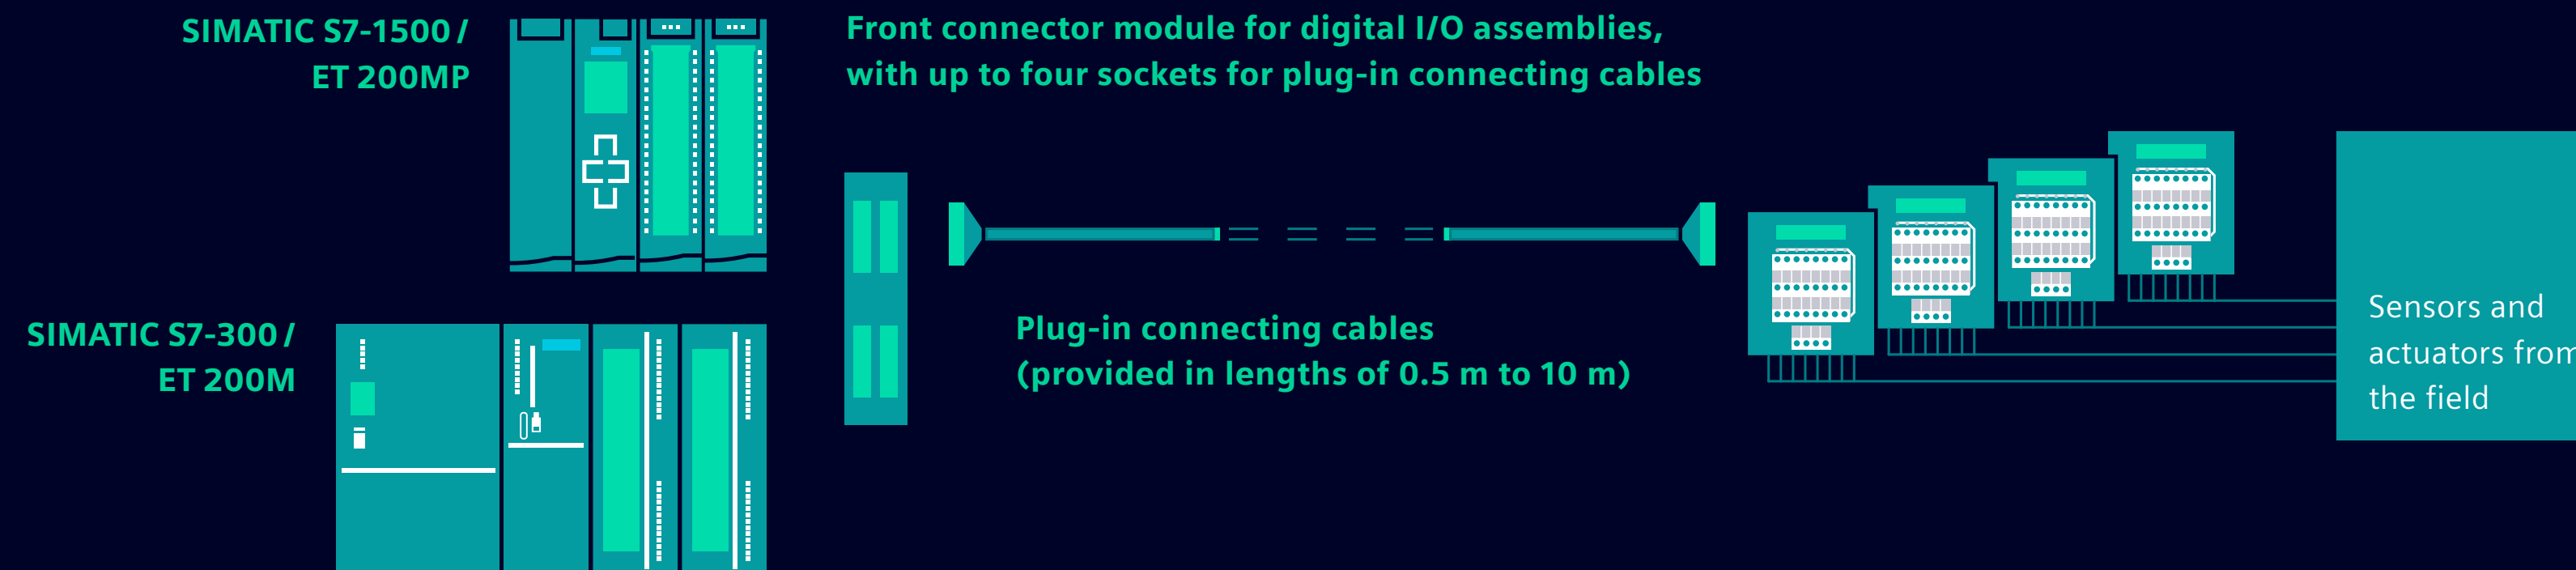 SIMATIC S7-1500 /
ET 200MP
Front connector module for digital I/O assemblies,
with up to four sockets for plug-in connecting cables
SIMATIC S7-300 /
ET 200M
Plug-in connecting cables
(provided in lengths of 0.5 m to 10 m)
Sensors and
actuators from
the field